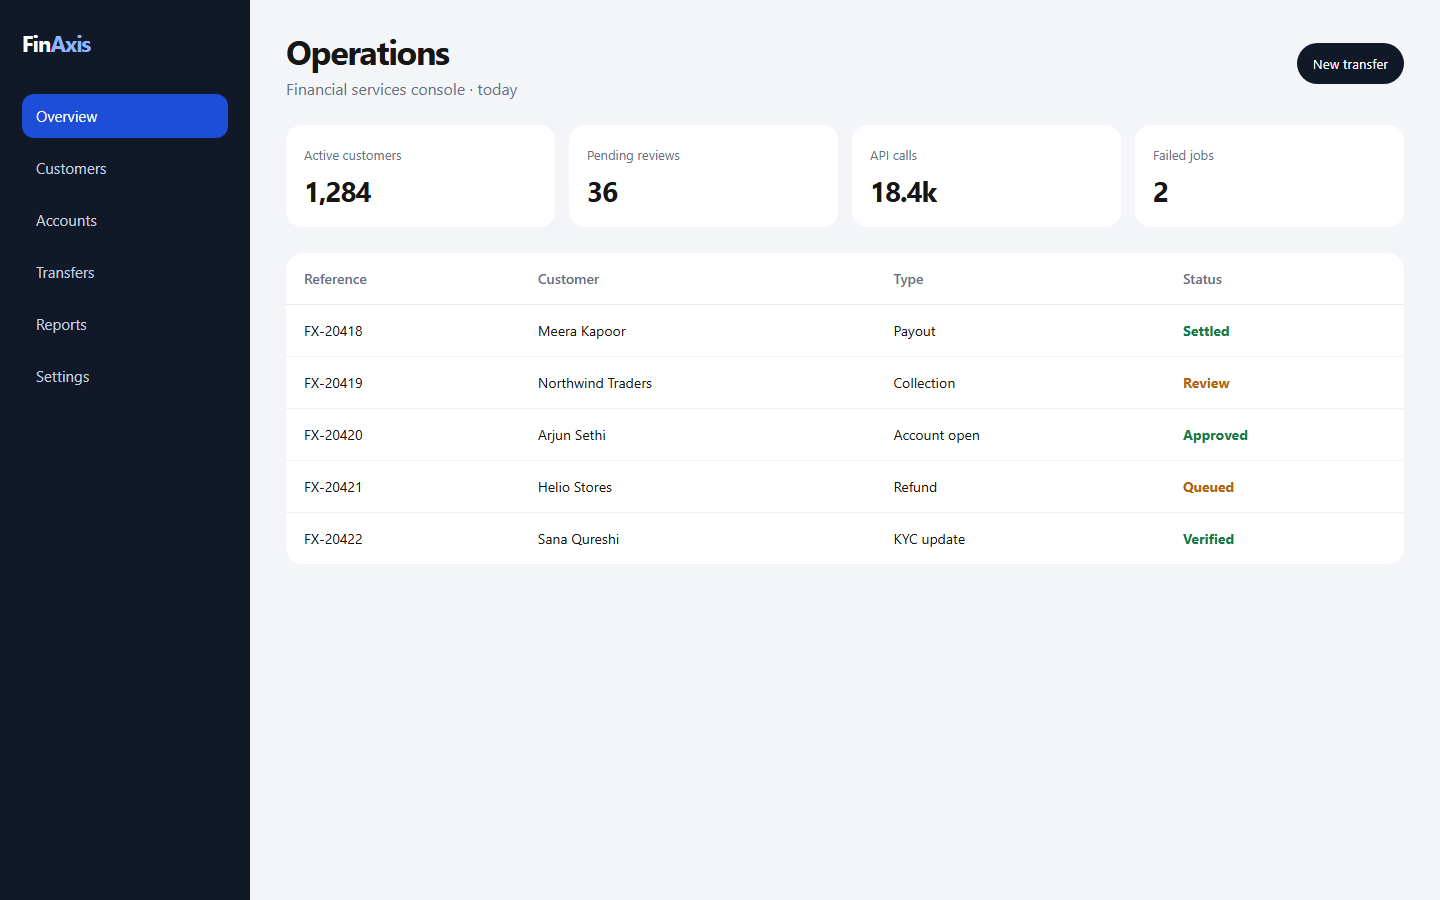 FinAxis
Overview
Customers
Accounts
Transfers
Reports
Settings
Operations
Financial services console · today
New transfer
Active customers
1,284
Pending reviews
36
API calls
18.4k
Failed jobs
2
Reference Customer Type Status
FX-20418 Meera Kapoor Payout Settled
FX-20419 Northwind Traders Collection Review
FX-20420 Arjun Sethi Account open Approved
FX-20421 Helio Stores Refund Queued
FX-20422 Sana Qureshi KYC update Verified